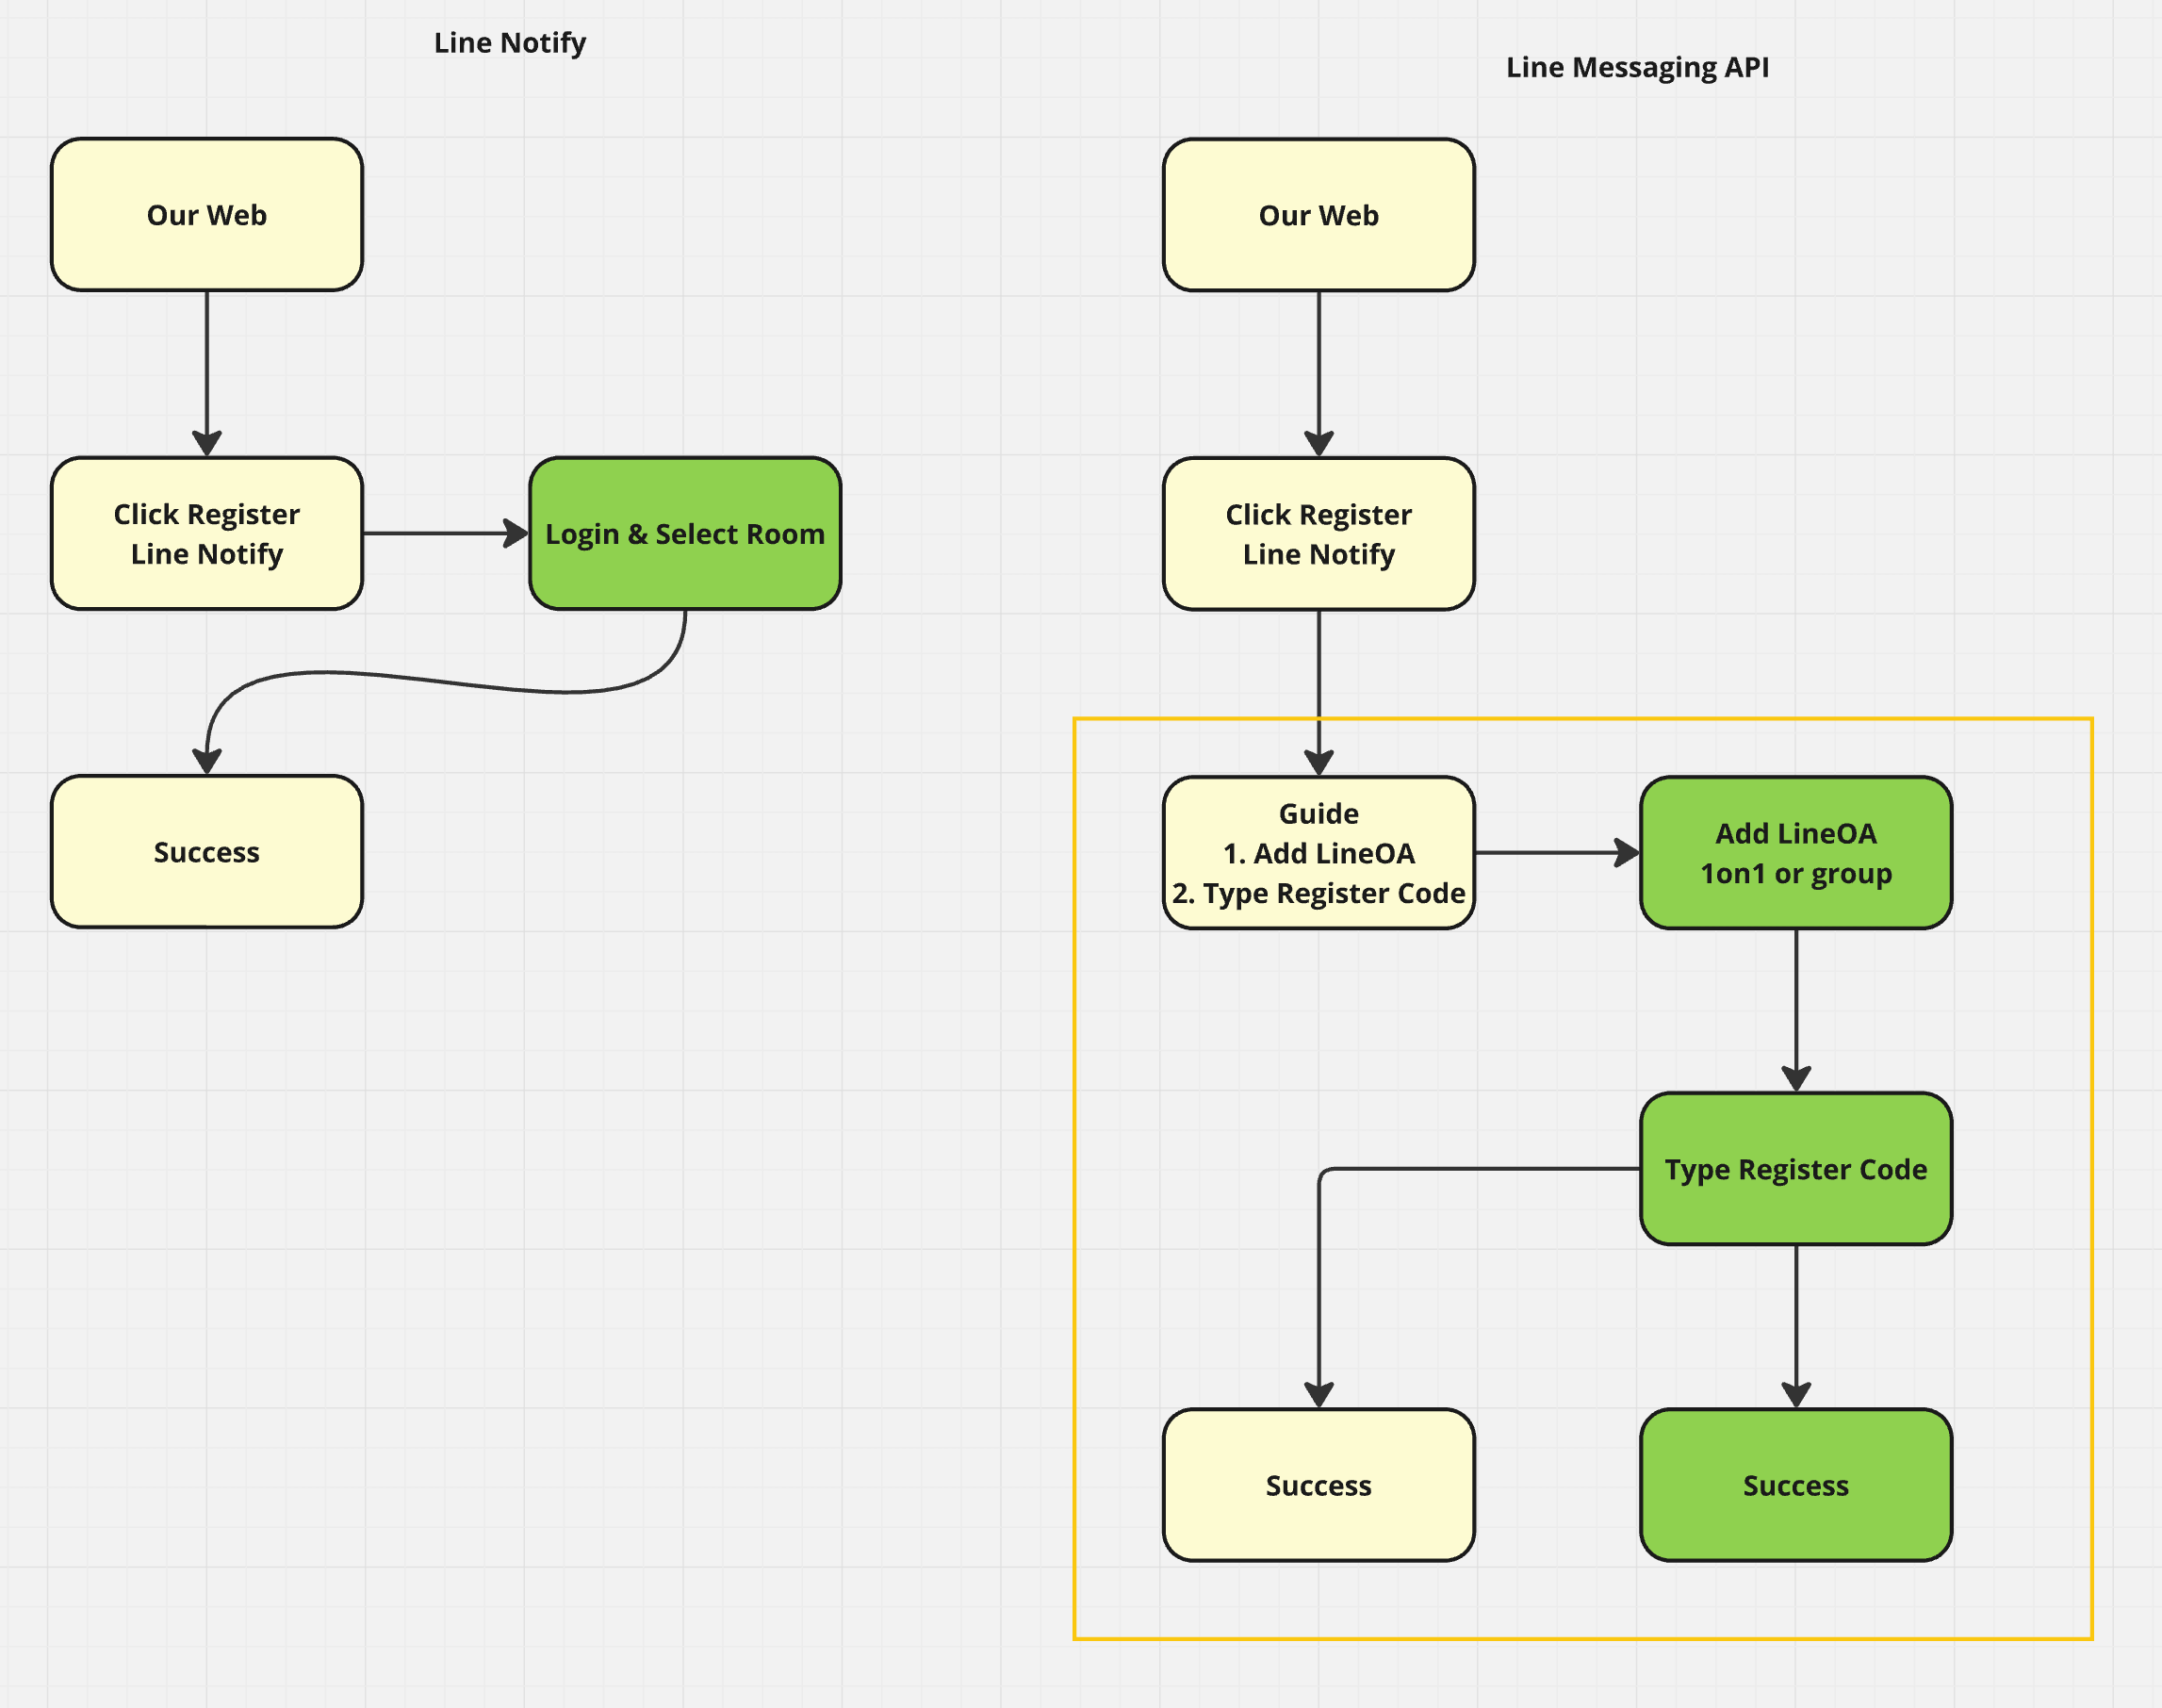 Line Notify
Our Web
Click Register
Line Notify
Login & Select Room
Success
Line Messaging API
Our Web
Click Register
Line Notify
Guide
1. Add LineOA
2. Type Register Code
Add LineOA
1on1 or group
Type Register Code
Success
Success